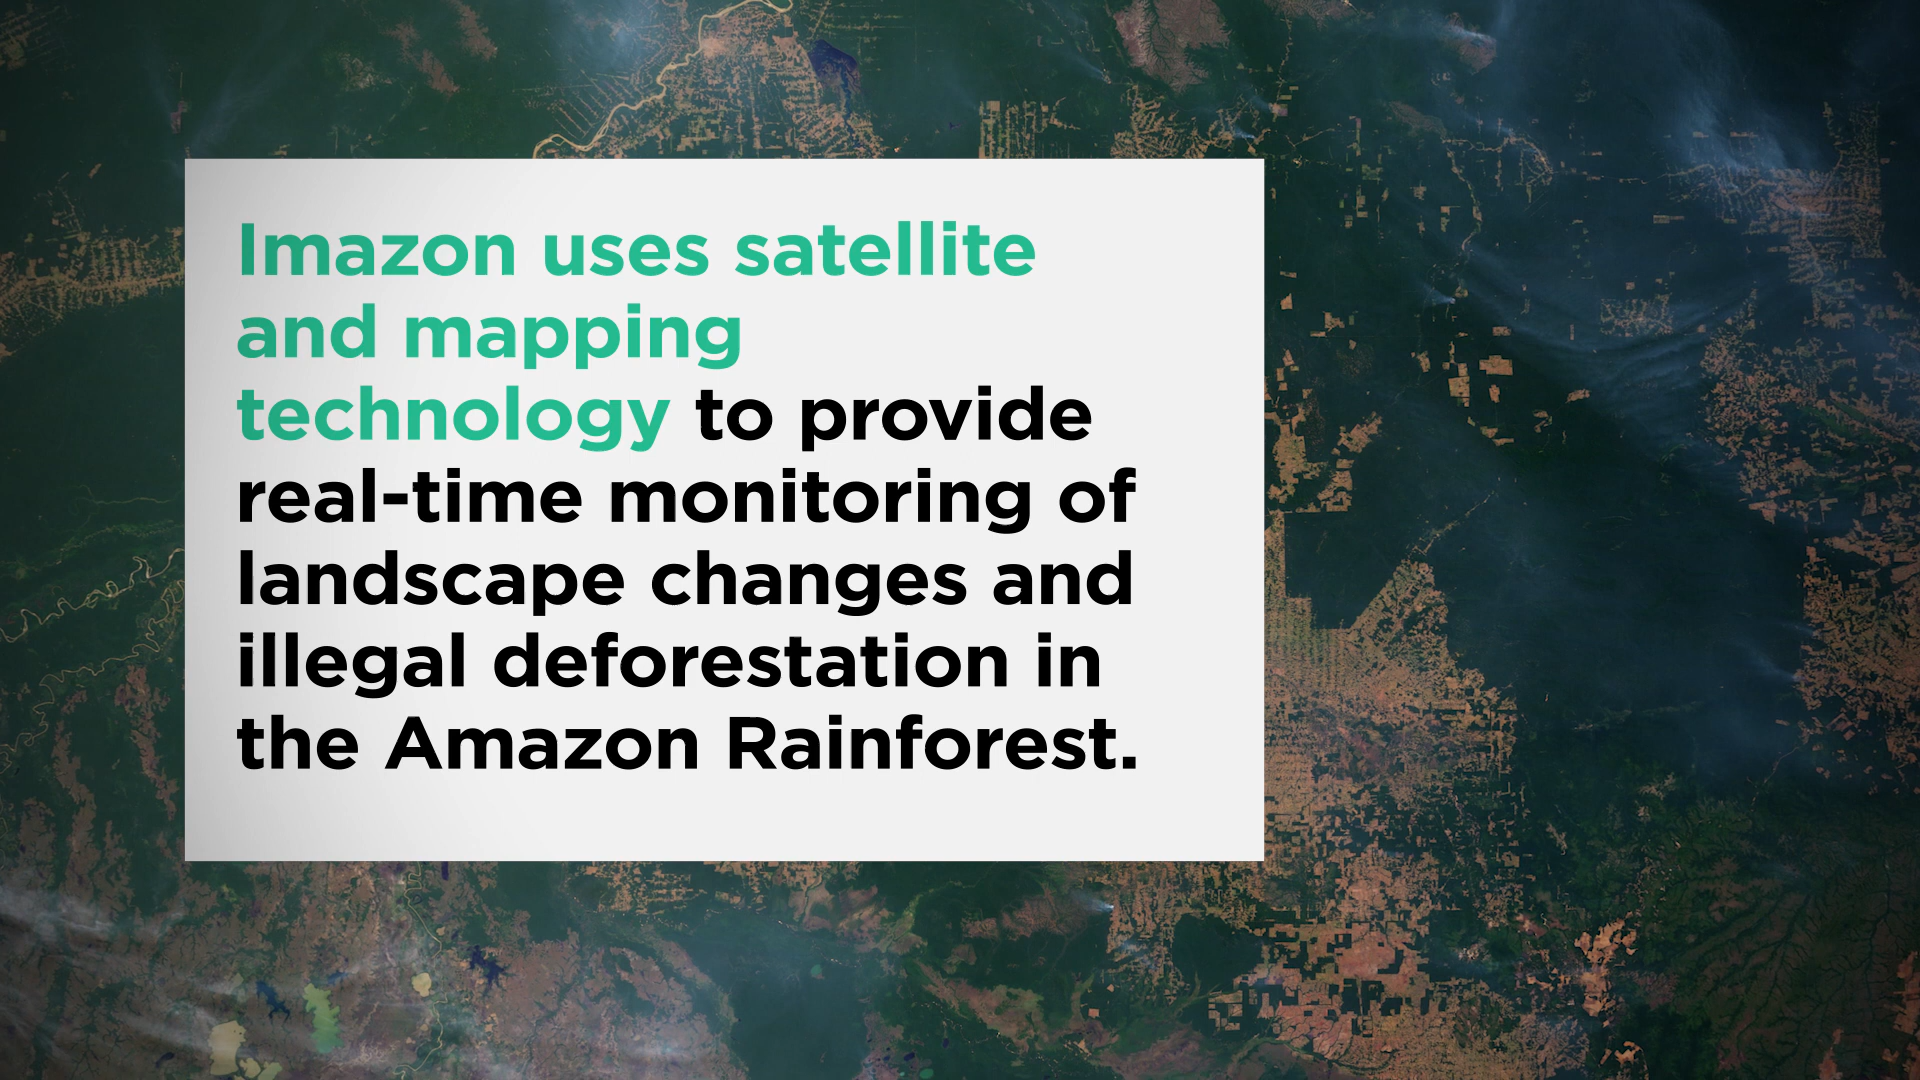 Imazon uses satellite
and mapping
technology to provide
real-time monitoring of
landscape changes and
illegal deforestation in
the Amazon Rainforest.